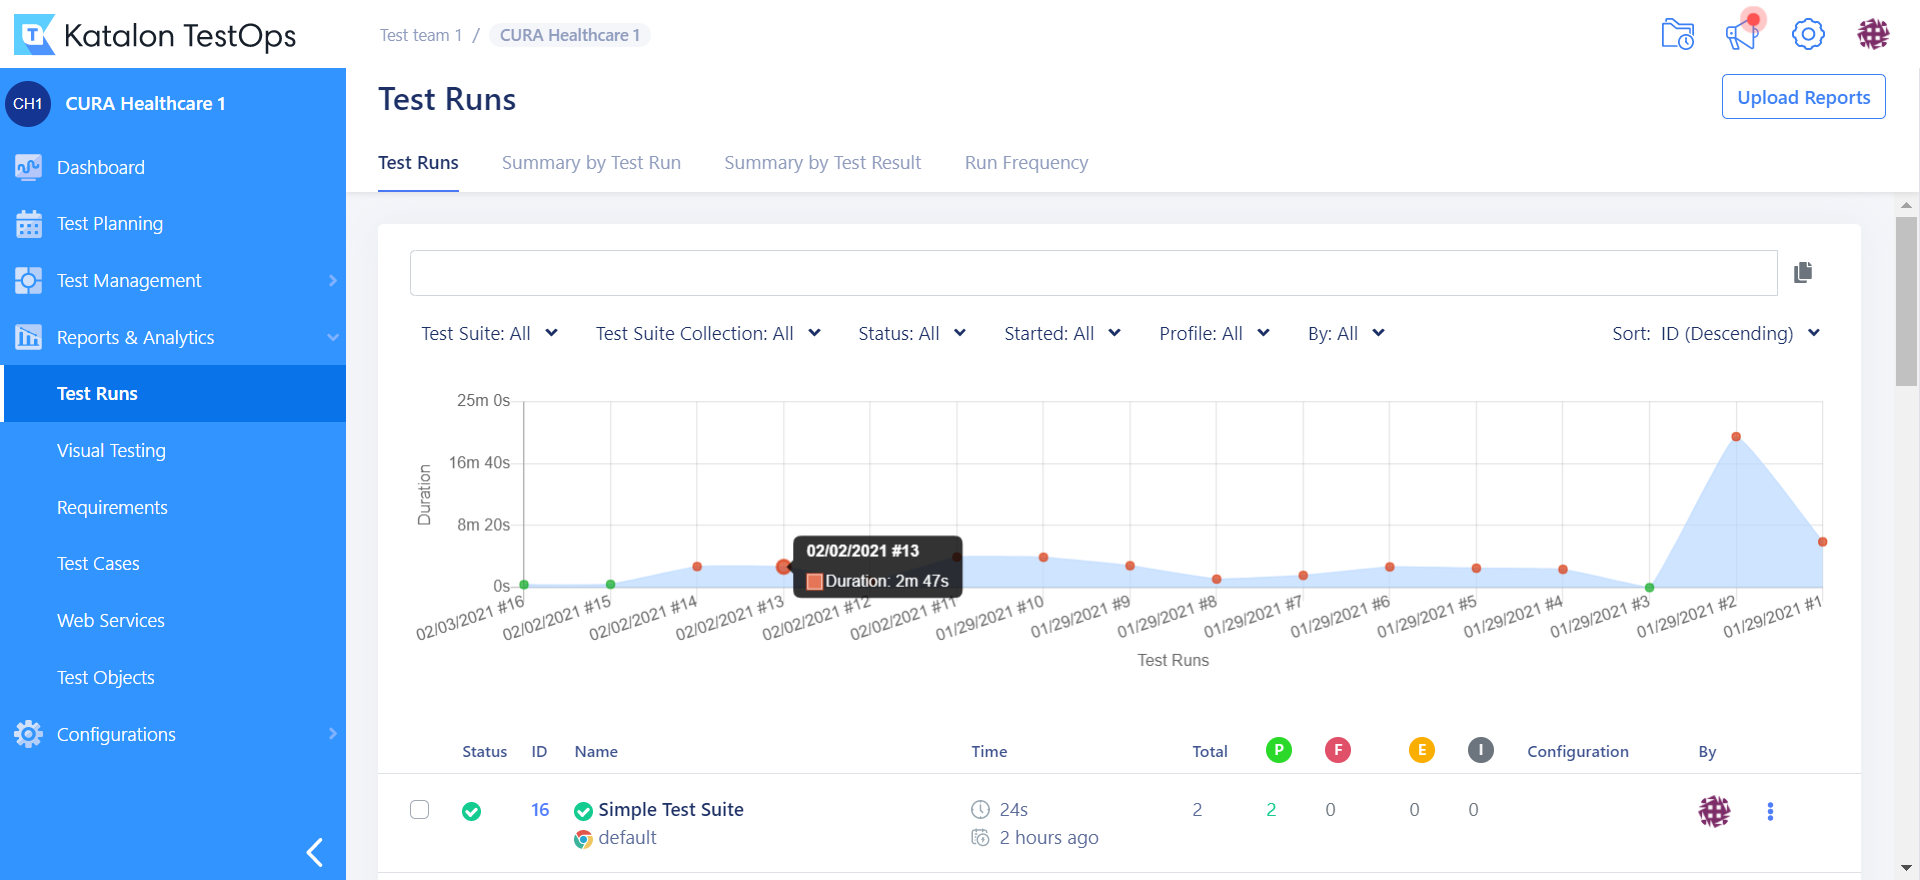 Katalon TestOps
Test team 1 / CURA Healthcare 1
CH1 CURA Healthcare 1
Dashboard
Test Planning
Test Management
Reports & Analytics
Test Runs
Visual Testing
Requirements
Test Cases
Web Services
Test Objects
Configurations
Test Runs
Upload Reports
Test Runs Summary by Test Run Summary by Test Result Run Frequency
Test Suite: All Test Suite Collection: All Status: All Started: All Profile: All By: All Sort: ID (Descending)
25m 0s
16m 40s
8m 20s
0s
Duration
02/02/2021 #13
Duration: 2m 47s
02/03/2021 #16 02/02/2021 #15 02/02/2021 #14 02/02/2021 #13 02/02/2021 #12 02/02/2021 #11 01/29/2021 #10 01/29/2021 #9 01/29/2021 #8 01/29/2021 #7 01/29/2021 #6 01/29/2021 #5 01/29/2021 #4 01/29/2021 #3 01/29/2021 #2 01/29/2021 #1
Test Runs
Status ID Name Time Total P F E I Configuration By
16 Simple Test Suite 24s 2 2 0 0 0
default 2 hours ago